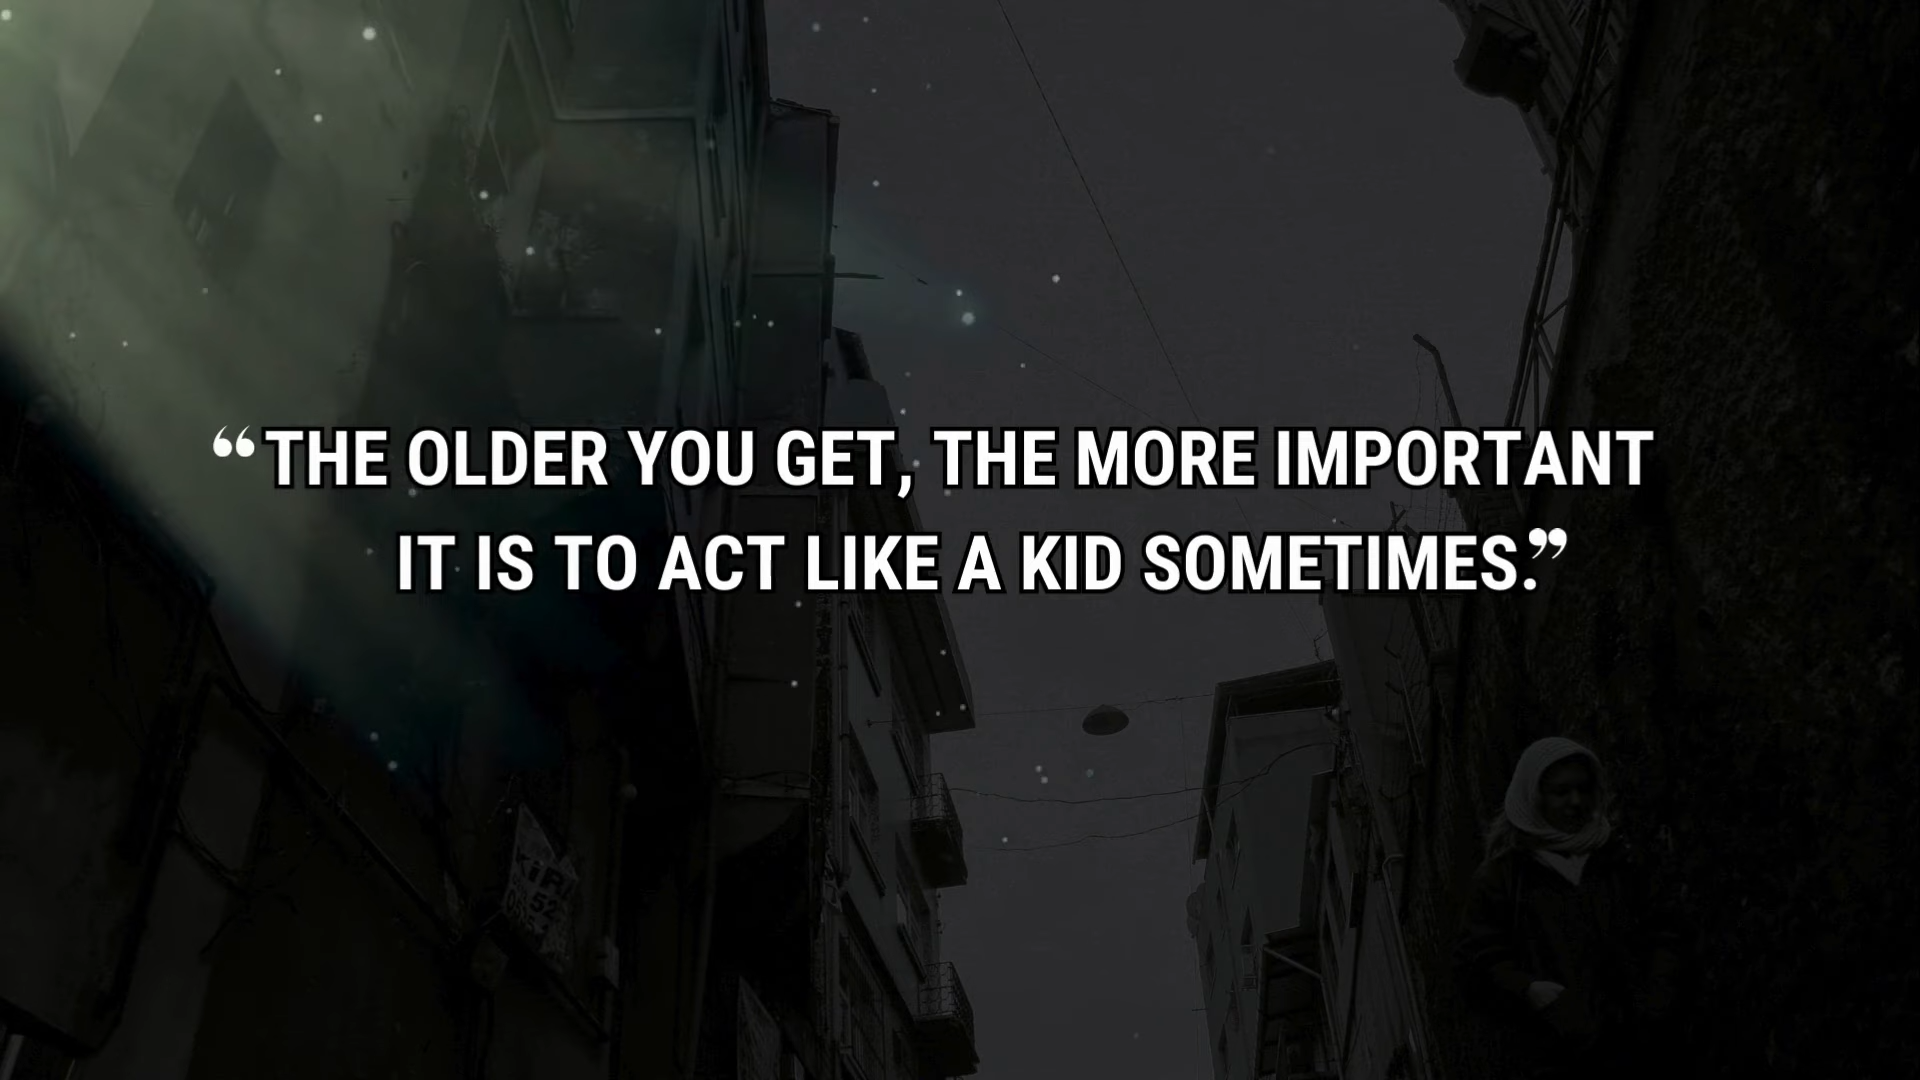 “THE OLDER YOU GET, THE MORE IMPORTANT
IT IS TO ACT LIKE A KID SOMETIMES.”